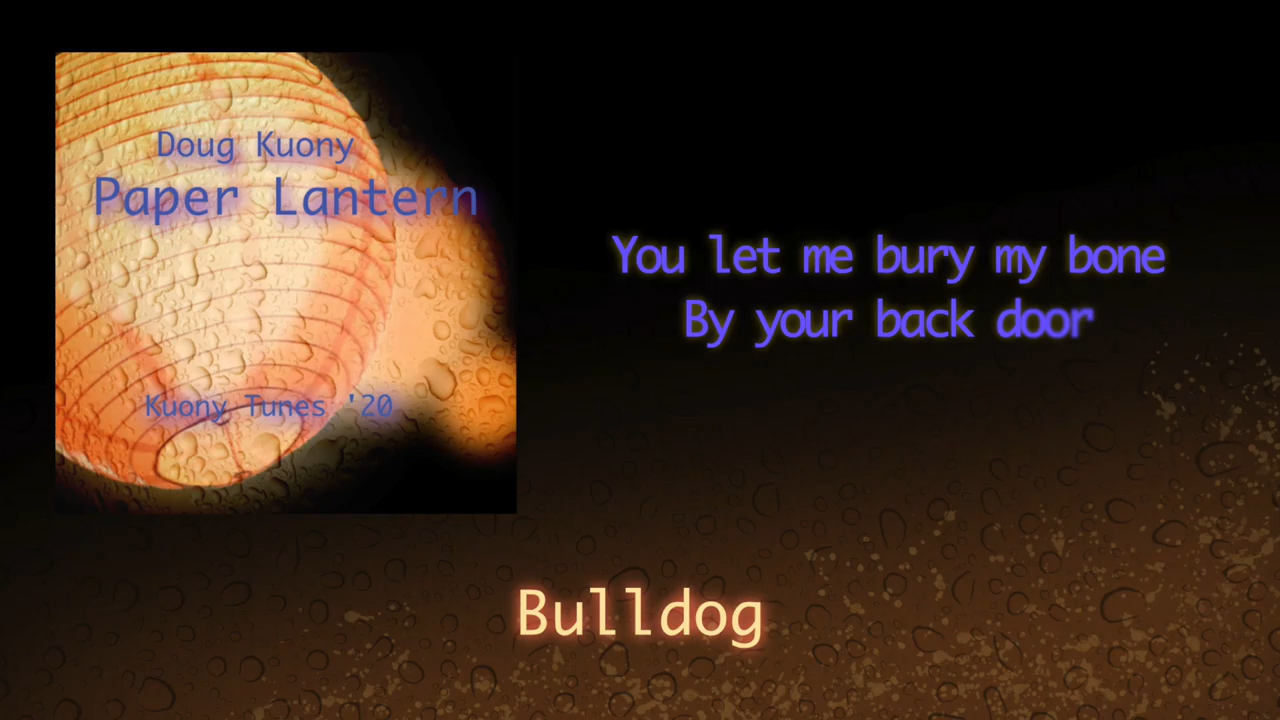 Doug Kuony
Paper Lantern
Kuony Tunes '20
You let me bury my bone
By your back door
Bulldog